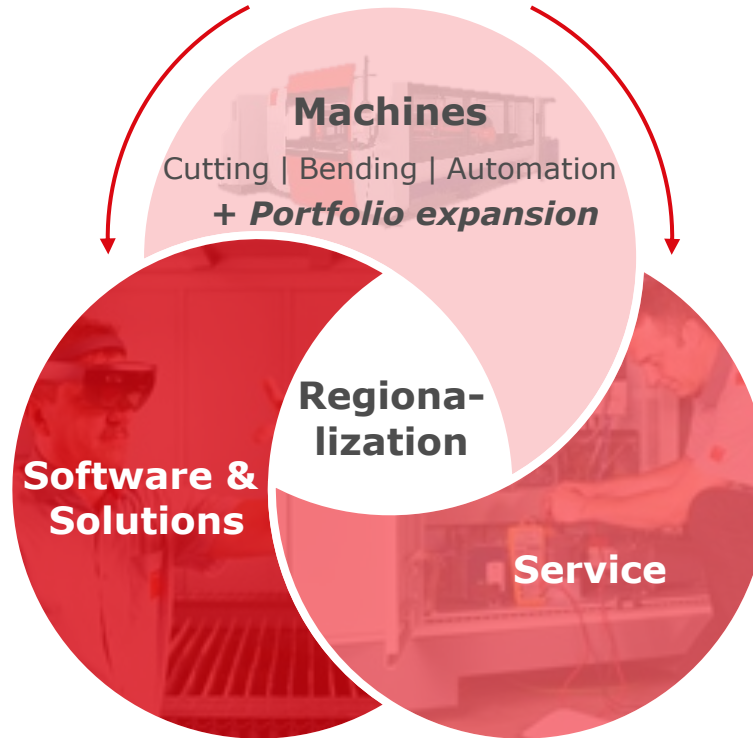 Machines
Cutting | Bending | Automation
+ Portfolio expansion
Regiona-
lization
Software &
Solutions
Service